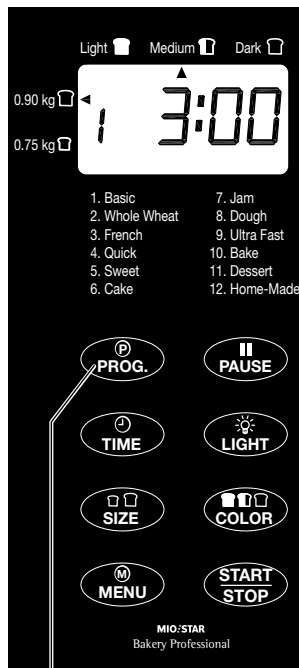 Light Medium Dark
0.90 kg
1 3:00
0.75 kg
1. Basic
2. Whole Wheat
3. French
4. Quick
5. Sweet
6. Cake
7. Jam
8. Dough
9. Ultra Fast
10. Bake
11. Dessert
12. Home-Made
P
PROG.
PAUSE
TIME
LIGHT
SIZE
COLOR
M
MENU
START
STOP
MIO STAR
Bakery Professional